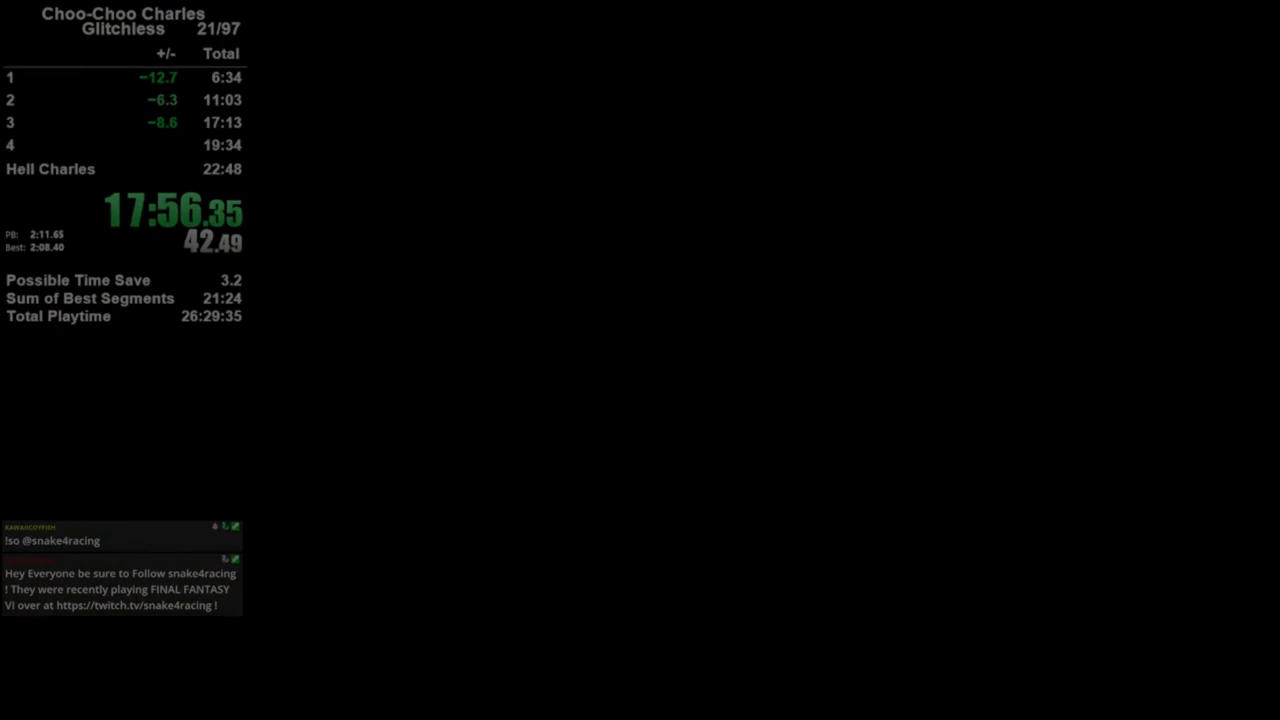 Choo-Choo Charles
Glitchless 21/97
+/- Total
1 −12.7 6:34
2 −6.3 11:03
3 −8.6 17:13
4 19:34
Hell Charles 22:48
17:56.35
PB: 2:11.65
42.49
Best: 2:08.40
Possible Time Save 3.2
Sum of Best Segments 21:24
Total Playtime 26:29:35
KAWAIICOYFISH
!so @snake4racing
Hey Everyone be sure to Follow snake4racing
! They were recently playing FINAL FANTASY
VI over at https://twitch.tv/snake4racing !